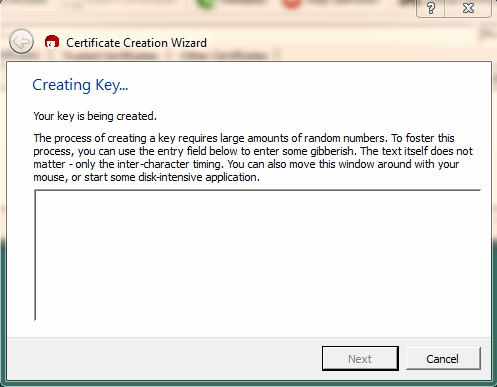 Certificate Creation Wizard
Creating Key...
Your key is being created.
The process of creating a key requires large amounts of random numbers. To foster this
process, you can use the entry field below to enter some gibberish. The text itself does not
matter - only the inter-character timing. You can also move this window around with your
mouse, or start some disk-intensive application.
Next
Cancel